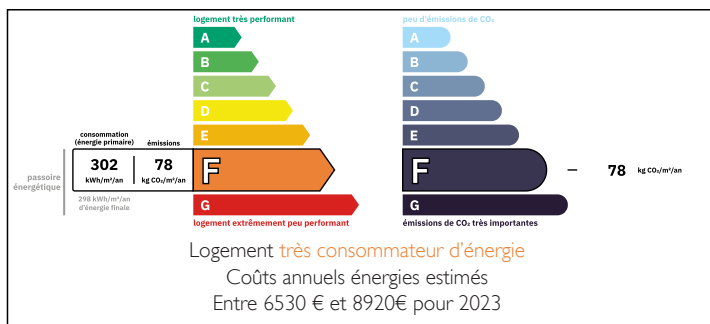 logement très performant
A
B
C
D
E
consommation
(énergie primaire)
émissions
302
kWh/m²/an
78
kg CO₂/m²/an
F
passoire
énergétique
298 kWh/m²/an
d'énergie finale
G
logement extrêmement peu performant
peu d'émissions de CO₂
A
B
C
D
E
F
78 kg CO₂/m²/an
G
émissions de CO₂ très importantes
Logement très consommateur d'énergie
Coûts annuels énergies estimés
Entre 6530 € et 8920€ pour 2023